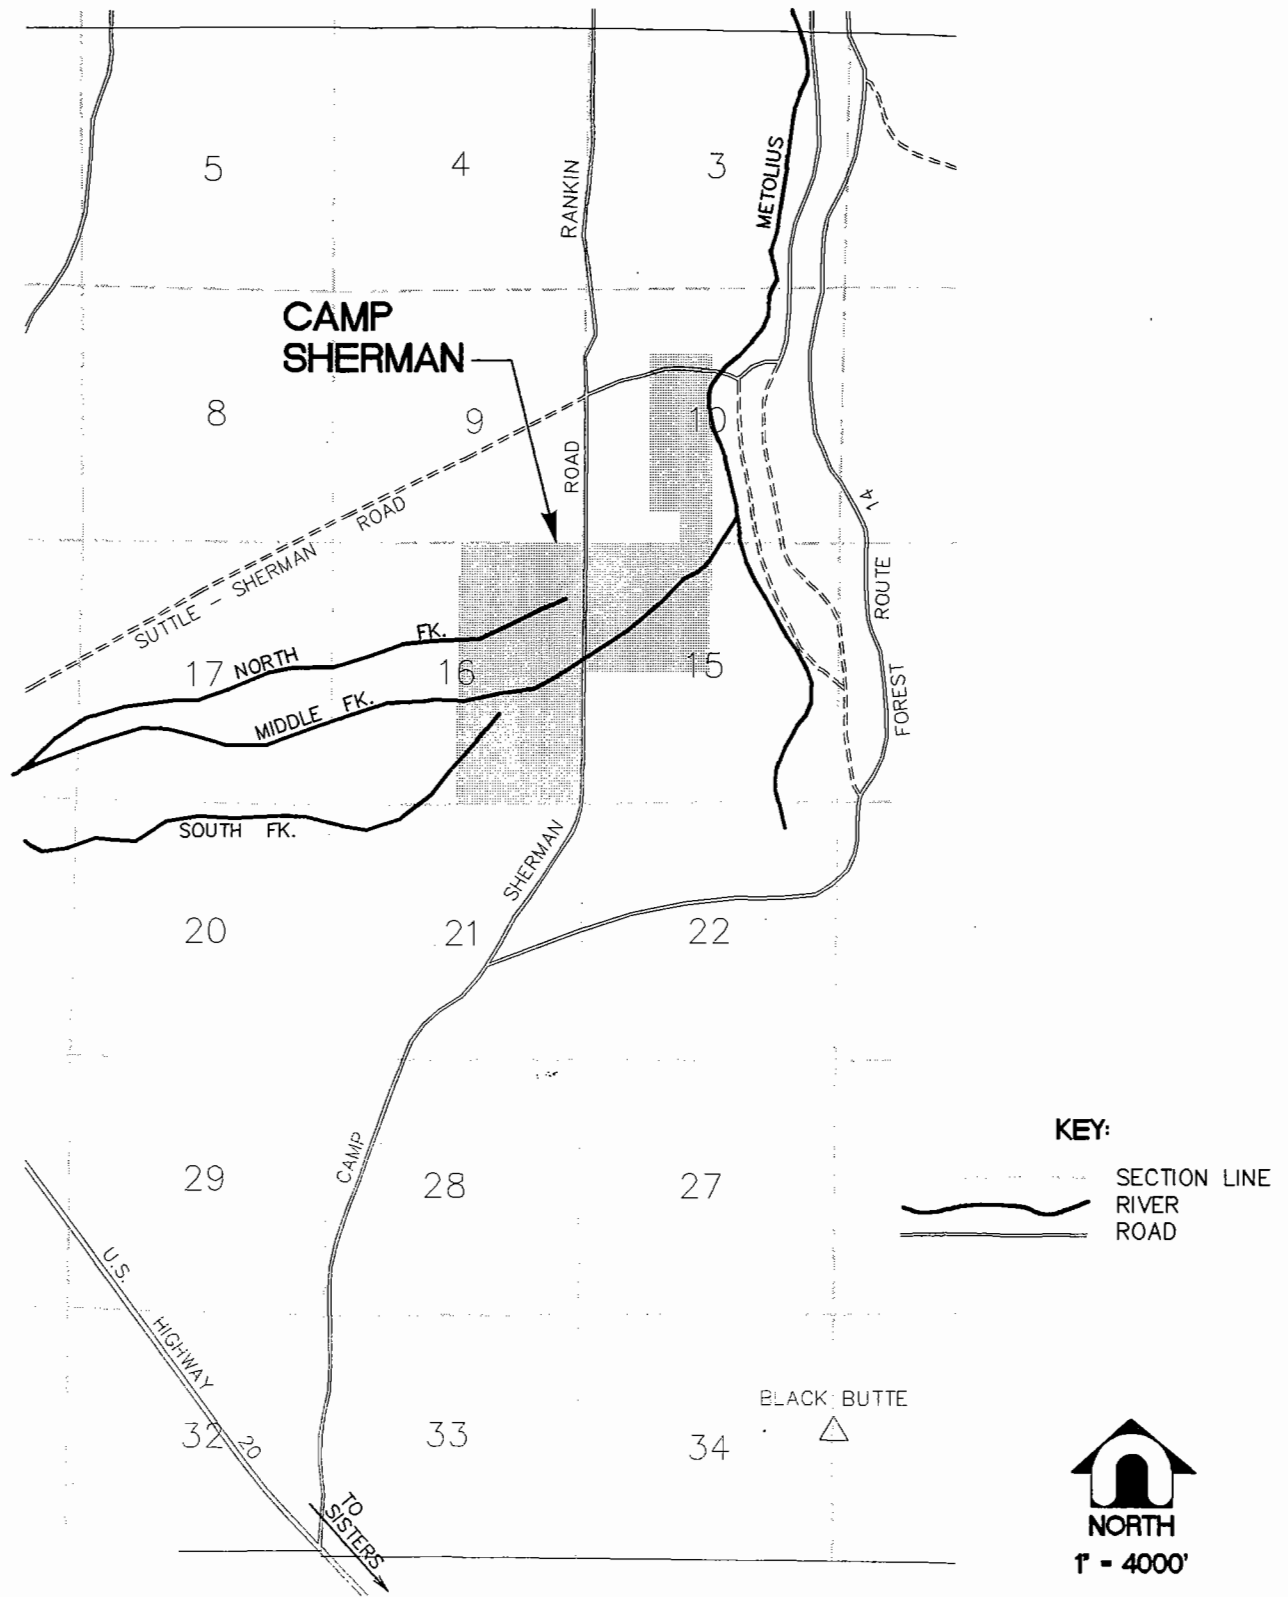 5
4
3
RANKIN
METOLIUS
CAMP
SHERMAN
8
9
10
ROAD
14
SUTTLE - SHERMAN ROAD
ROUTE
FOREST
17
NORTH FK.
16
15
MIDDLE FK.
SOUTH FK.
SHERMAN
20
21
22
CAMP
29
28
27
KEY:
SECTION LINE
RIVER
ROAD
U.S. HIGHWAY 20
BLACK BUTTE
32
33
34
TO
SISTERS
NORTH
1" = 4000'